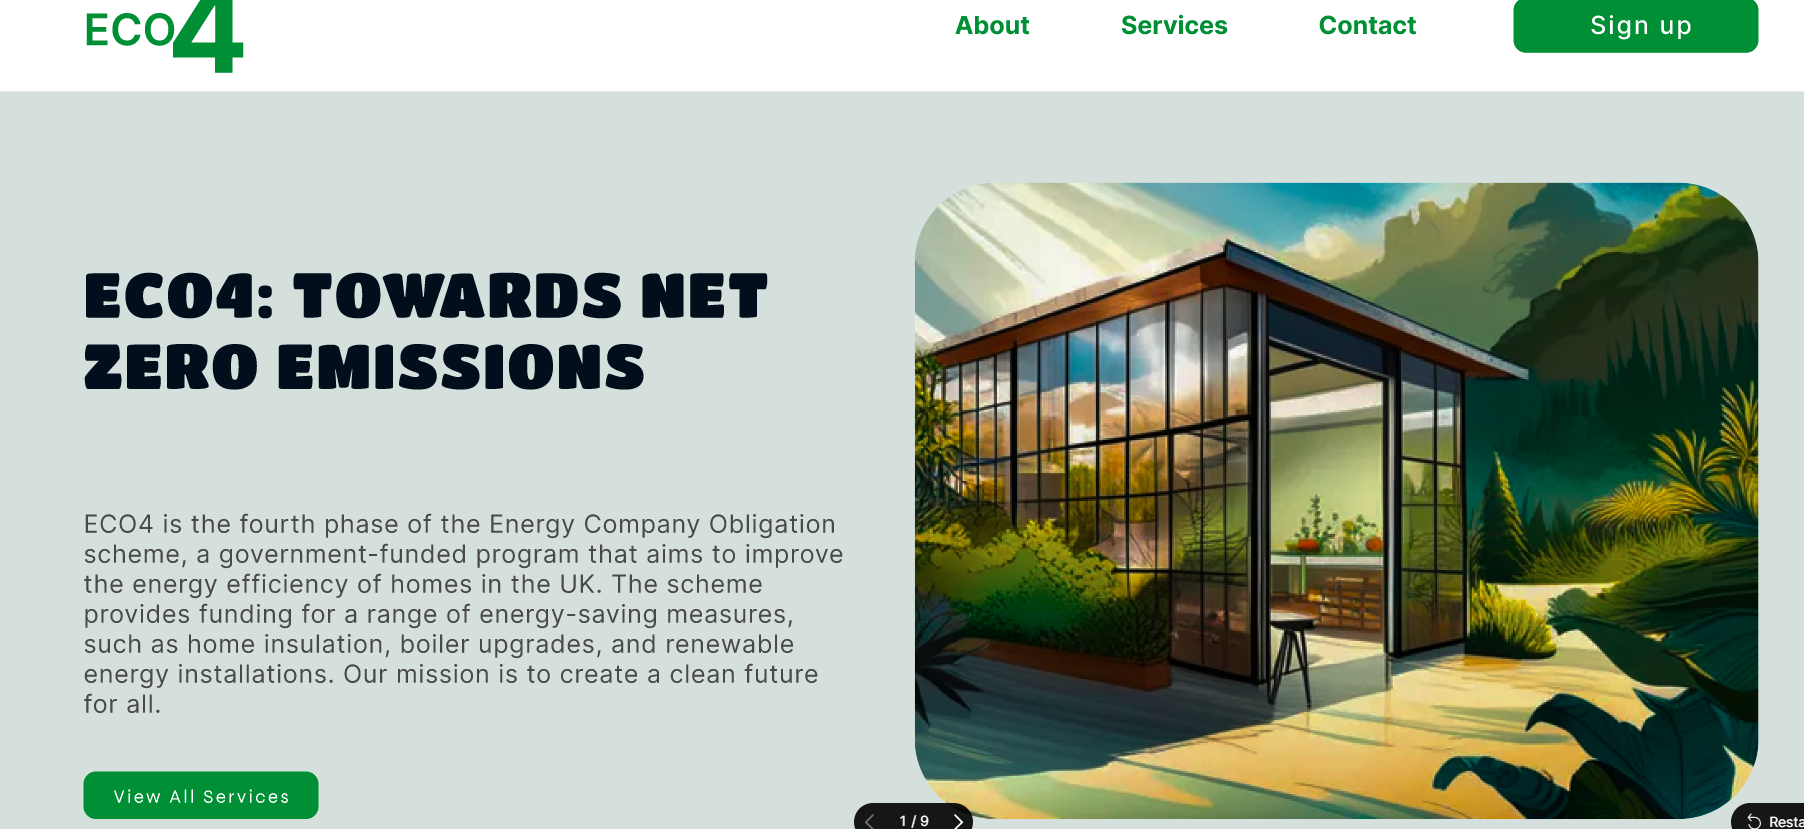 ECO4
About Services Contact Sign up
ECO4: TOWARDS NET
ZERO EMISSIONS
ECO4 is the fourth phase of the Energy Company Obligation
scheme, a government-funded program that aims to improve
the energy efficiency of homes in the UK. The scheme
provides funding for a range of energy-saving measures,
such as home insulation, boiler upgrades, and renewable
energy installations. Our mission is to create a clean future
for all.
View All Services
1 / 9
Resta